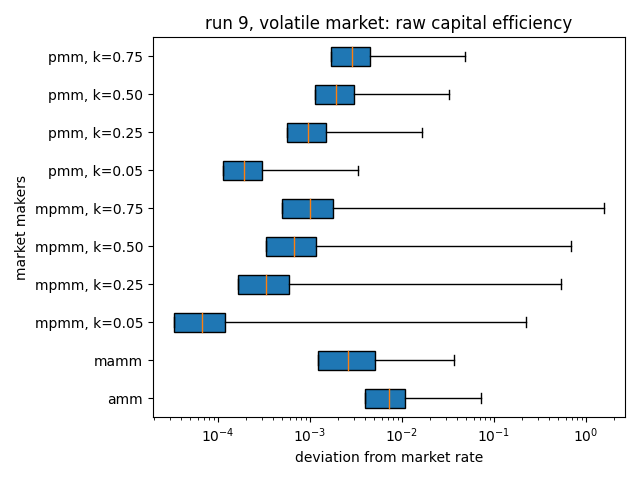 run 9, volatile market: raw capital efficiency
pmm, k=0.75
pmm, k=0.50
pmm, k=0.25
pmm, k=0.05
mpmm, k=0.75
mpmm, k=0.50
mpmm, k=0.25
mpmm, k=0.05
mamm
amm
market makers
10⁻⁴ 10⁻³ 10⁻² 10⁻¹ 10⁰
deviation from market rate